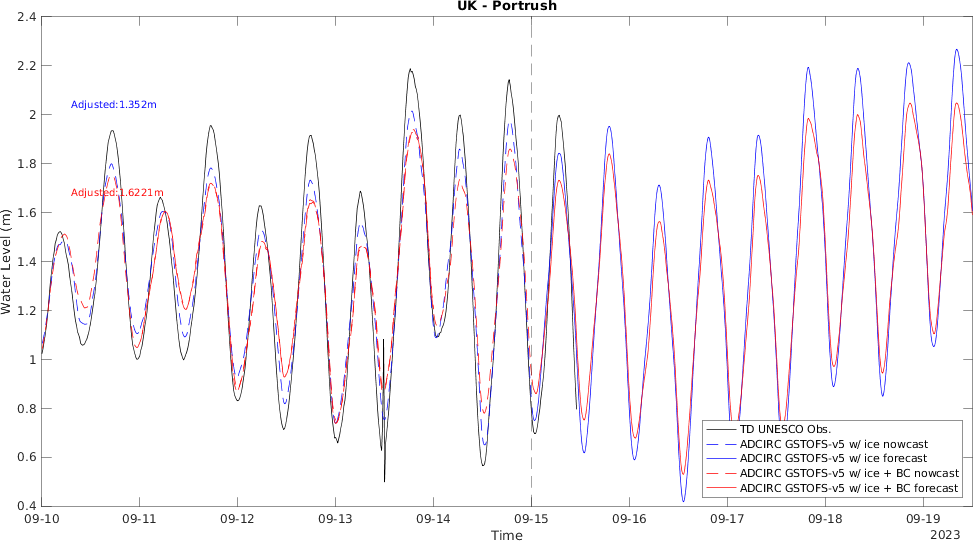 UK - Portrush
2.4
2.2
2
1.8
1.6
1.4
1.2
1
0.8
0.6
0.4
Water Level (m)
Adjusted:1.352m
Adjusted:1.6221m
TD UNESCO Obs.
ADCIRC GSTOFS-v5 w/ ice nowcast
ADCIRC GSTOFS-v5 w/ ice forecast
ADCIRC GSTOFS-v5 w/ ice + BC nowcast
ADCIRC GSTOFS-v5 w/ ice + BC forecast
09-10 09-11 09-12 09-13 09-14 09-15 09-16 09-17 09-18 09-19
Time
2023